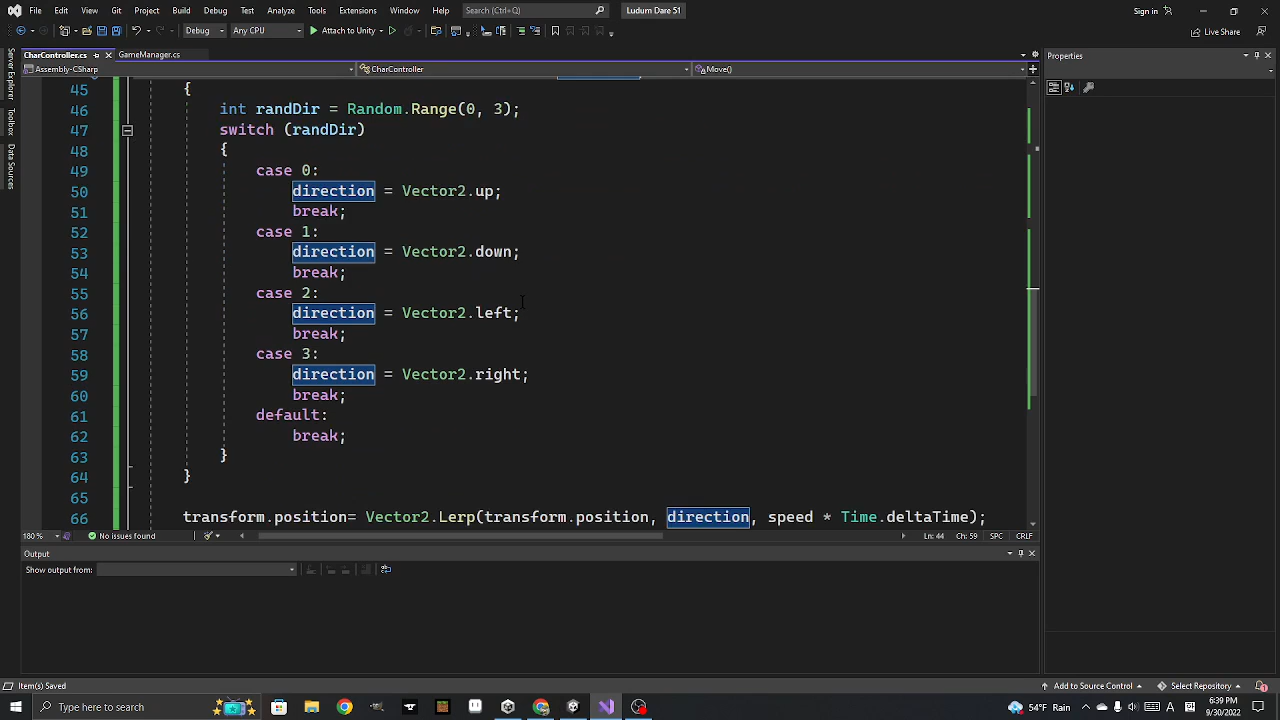 File Edit View Git Project Build Debug Test Analyze Tools Extensions Window Help Search (Ctrl+Q) Ludum Dare 51 Sign in
Debug Any CPU Attach to Unity Live Share
Server Explorer
Toolbox
Data Sources
CharController.cs GameManager.cs
Assembly-CSharp CharController Move()
Properties
45 {
46 int randDir = Random.Range(0, 3);
47 switch (randDir)
48 {
49 case 0:
50 direction = Vector2.up;
51 break;
52 case 1:
53 direction = Vector2.down;
54 break;
55 case 2:
56 direction = Vector2.left;
57 break;
58 case 3:
59 direction = Vector2.right;
60 break;
61 default:
62 break;
63 }
64 }
65
66 transform.position= Vector2.Lerp(transform.position, direction, speed * Time.deltaTime);
180% No issues found Ln: 44 Ch: 59 SPC CRLF
Output
Show output from:
Item(s) Saved Add to Source Control Select Repository
Type here to search 54°F Rain A 6:39 PM
9/30/2022